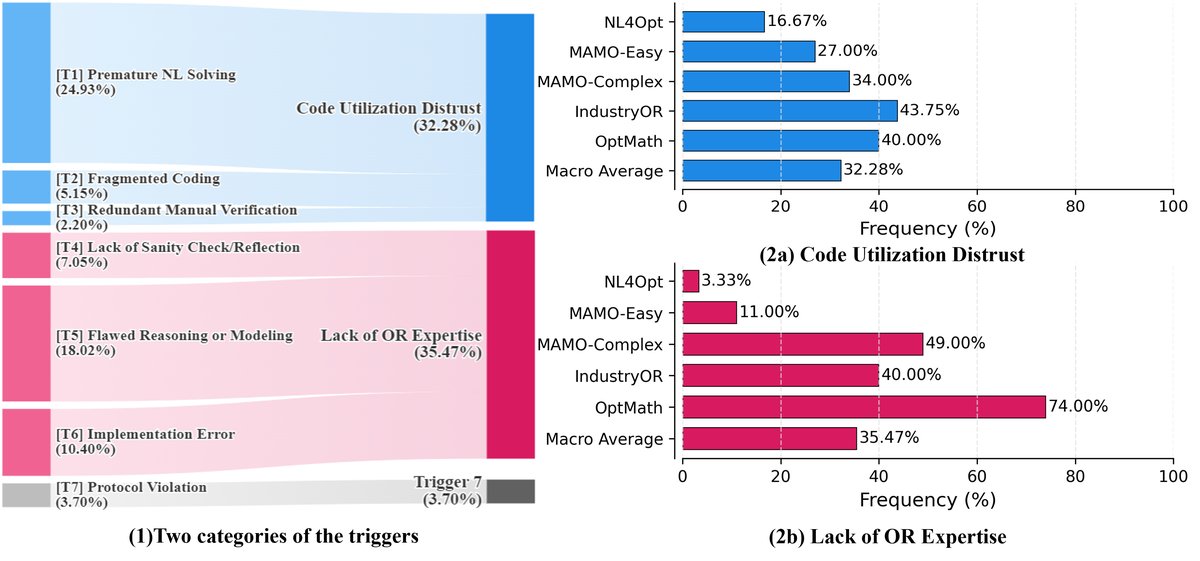 [T1] Premature NL Solving
(24.93%)
Code Utilization Distrust
(32.28%)
[T2] Fragmented Coding
(5.15%)
[T3] Redundant Manual Verification
(2.20%)
[T4] Lack of Sanity Check/Reflection
(7.05%)
[T5] Flawed Reasoning or Modeling
(18.02%)
Lack of OR Expertise
(35.47%)
[T6] Implementation Error
(10.40%)
[T7] Protocol Violation
(3.70%)
Trigger 7
(3.70%)
(1)Two categories of the triggers
NL4Opt 16.67%
MAMO-Easy 27.00%
MAMO-Complex 34.00%
IndustryOR 43.75%
OptMath 40.00%
Macro Average 32.28%
0 20 40 60 80 100
Frequency (%)
(2a) Code Utilization Distrust
NL4Opt 3.33%
MAMO-Easy 11.00%
MAMO-Complex 49.00%
IndustryOR 40.00%
OptMath 74.00%
Macro Average 35.47%
0 20 40 60 80 100
Frequency (%)
(2b) Lack of OR Expertise